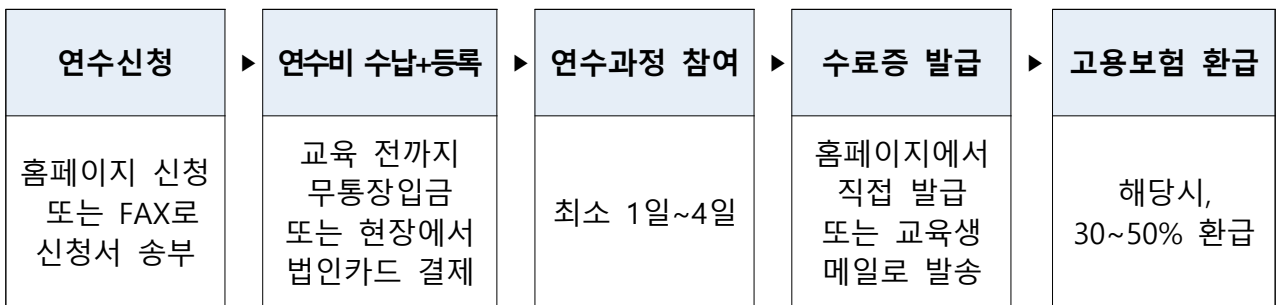 연수신청
▶
연수비 수납+등록
▶
연수과정 참여
▶
수료증 발급
▶
고용보험 환급
홈페이지 신청
또는 FAX로
신청서 송부
교육 전까지
무통장입금
또는 현장에서
법인카드 결제
최소 1일~4일
홈페이지에서
직접 발급
또는 교육생
메일로 발송
해당시,
30~50% 환급